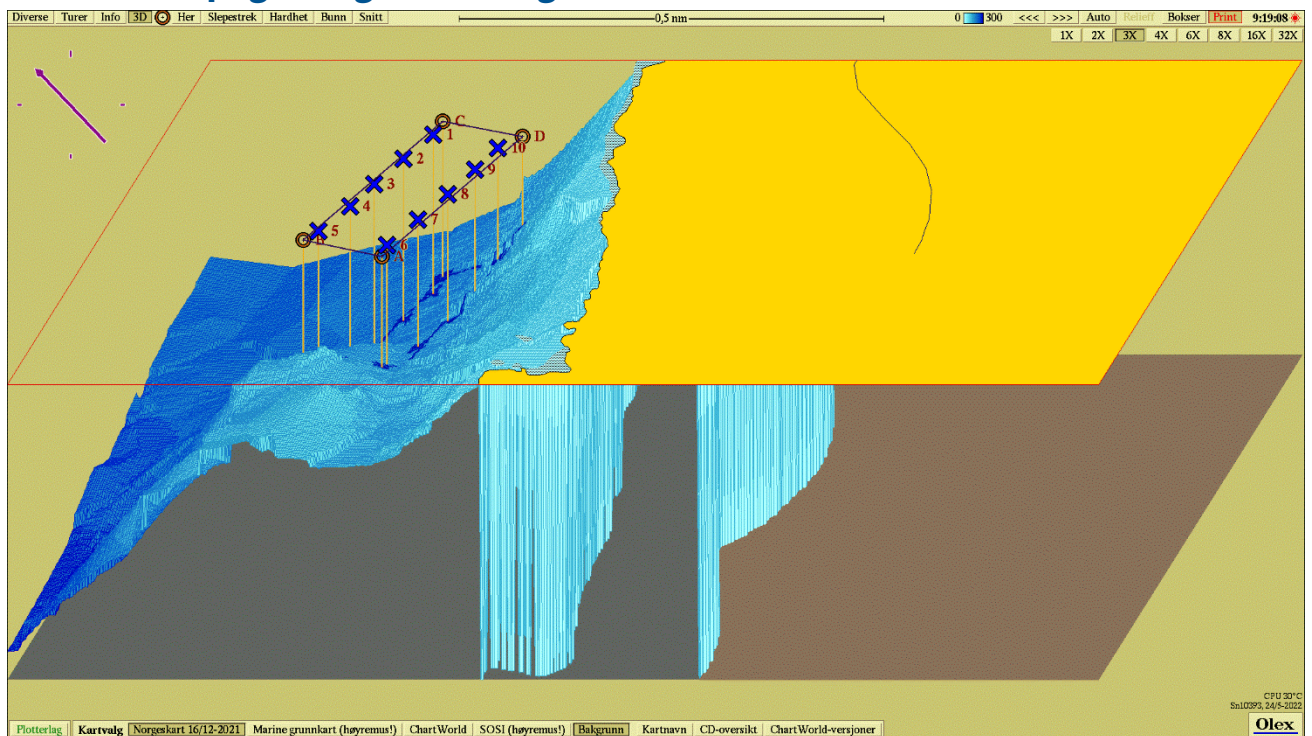 Diverse Turer Info 3D Her Slepestrek Hardhet Bunn Snitt 0,5 nm 0 300 <<< >>> Auto Relieff Bokser Print 9:19:08
1X 2X 3X 4X 6X 8X 16X 32X
C
1
D
10
2
9
3
8
4
7
5
B
6
A
CPU 30°C
Sn10393, 24/5-2022
Plotterlag Kartvalg Norgeskart 16/12-2021 Marine grunnkart (høyremus!) ChartWorld SOSI (høyremus!) Bakgrunn Kartnavn CD-oversikt ChartWorld-versjoner Olex